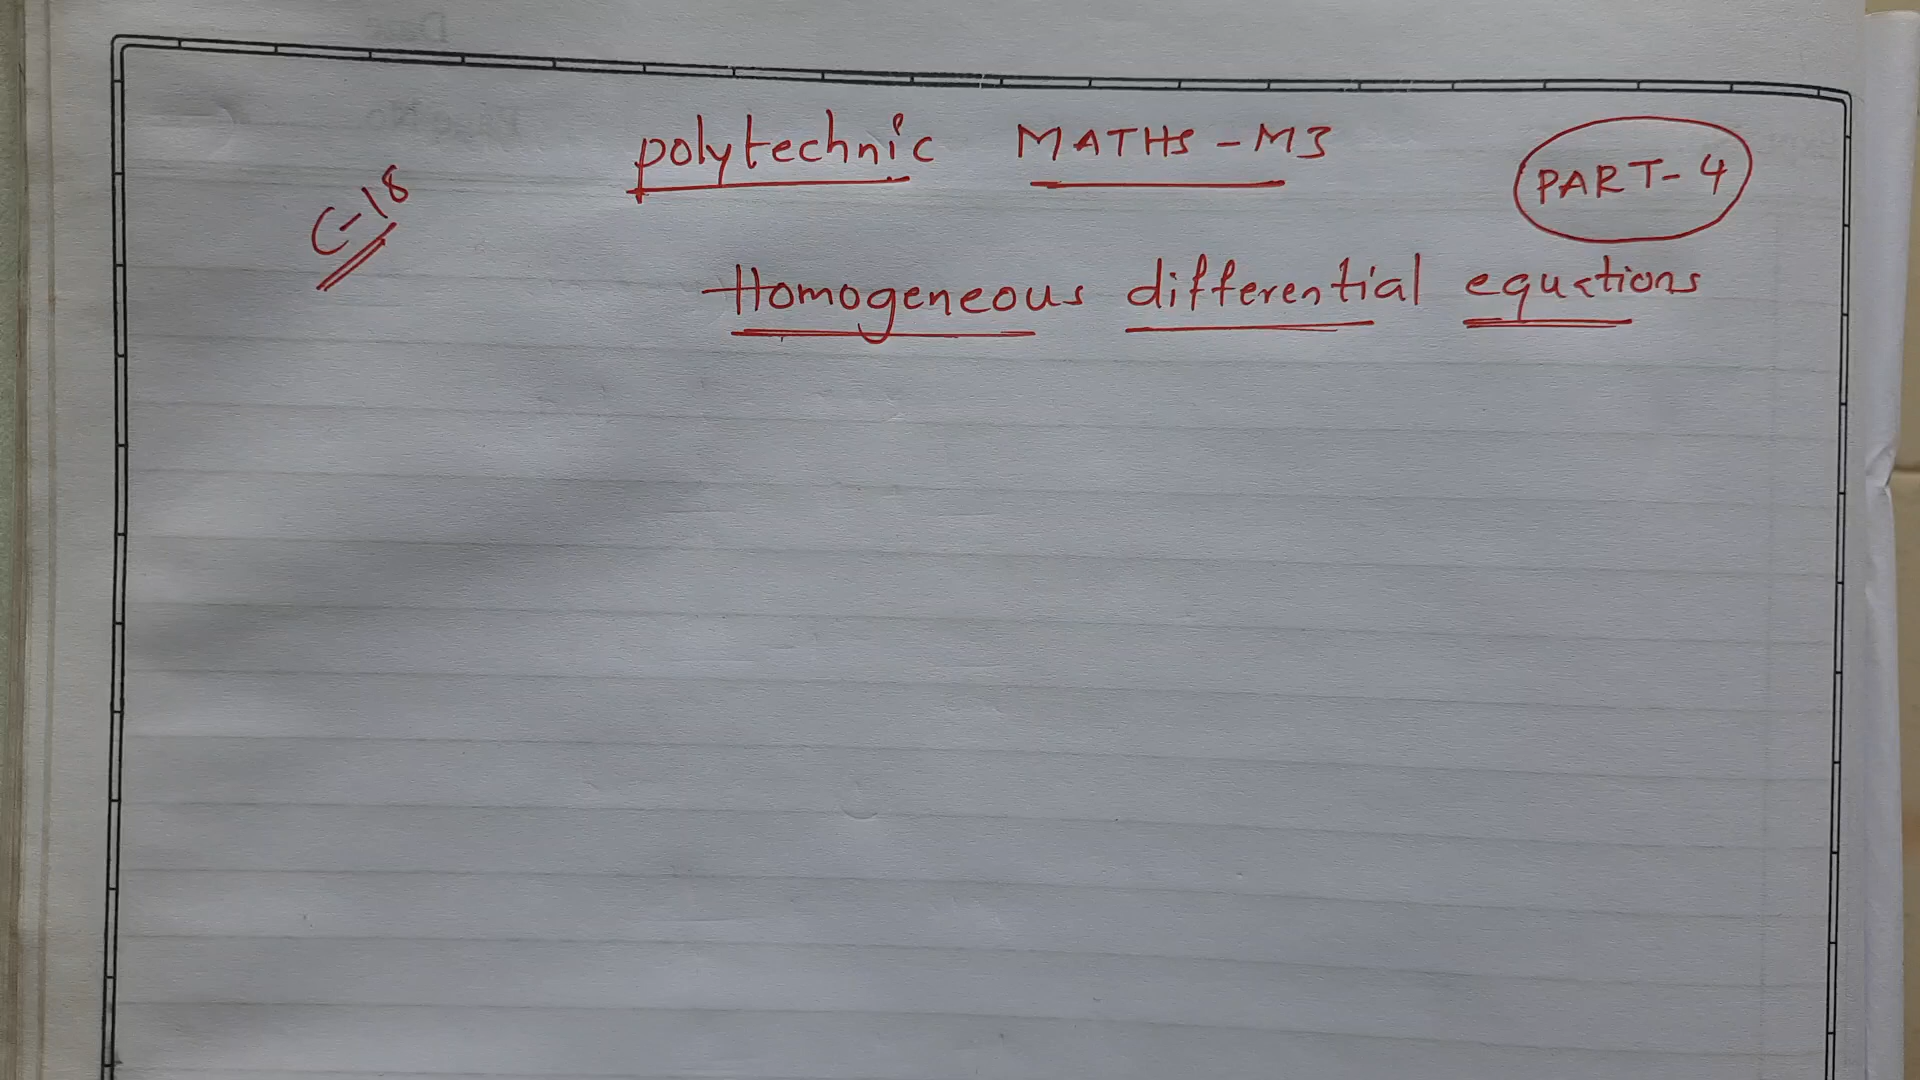 polytechnic MATHS - M3
PART - 4
C-18
Homogeneous differential equations